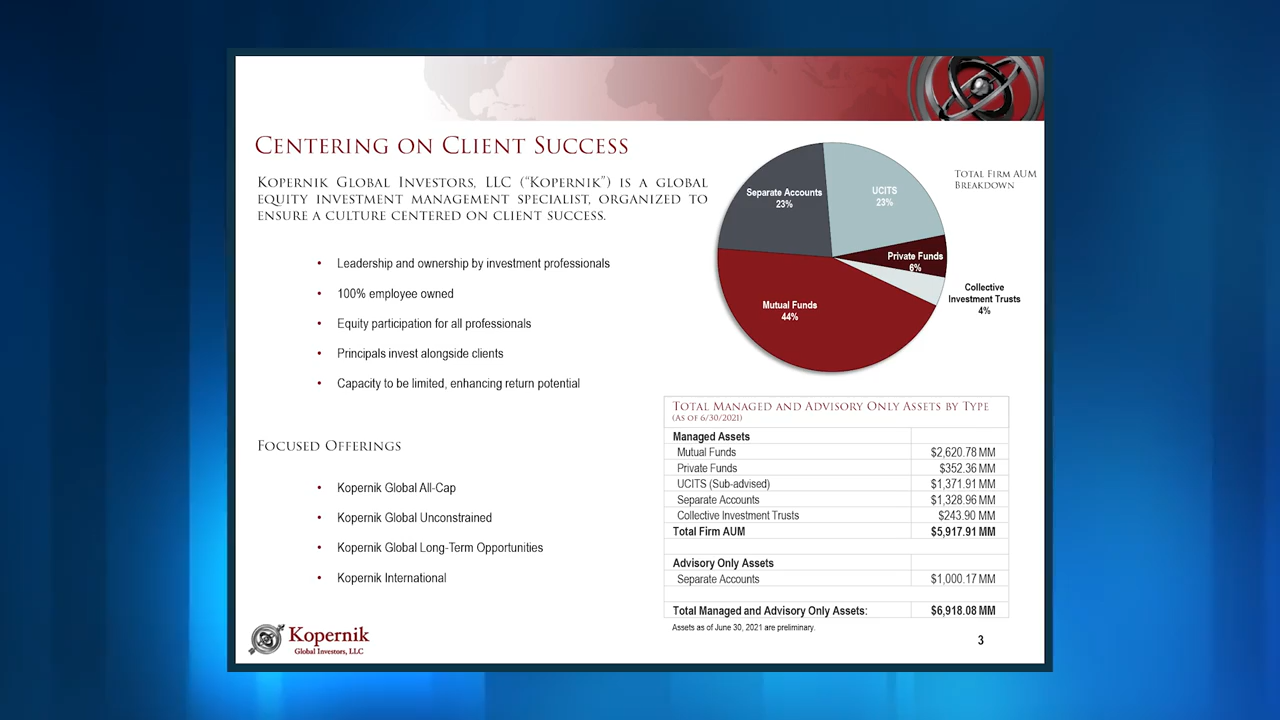 CENTERING ON CLIENT SUCCESS
KOPERNIK GLOBAL INVESTORS, LLC (“KOPERNIK”) IS A GLOBAL
EQUITY INVESTMENT MANAGEMENT SPECIALIST, ORGANIZED TO
ENSURE A CULTURE CENTERED ON CLIENT SUCCESS.
• Leadership and ownership by investment professionals
• 100% employee owned
• Equity participation for all professionals
• Principals invest alongside clients
• Capacity to be limited, enhancing return potential
FOCUSED OFFERINGS
• Kopernik Global All-Cap
• Kopernik Global Unconstrained
• Kopernik Global Long-Term Opportunities
• Kopernik International
Kopernik
Global Investors, LLC
TOTAL FIRM AUM
BREAKDOWN
Separate Accounts
23%
UCITS
23%
Private Funds
6%
Collective
Investment Trusts
4%
Mutual Funds
44%
TOTAL MANAGED AND ADVISORY ONLY ASSETS BY TYPE
(AS OF 6/30/2021)
Managed Assets
Mutual Funds $2,620.78 MM
Private Funds $352.36 MM
UCITS (Sub-advised) $1,371.91 MM
Separate Accounts $1,328.96 MM
Collective Investment Trusts $243.90 MM
Total Firm AUM $5,917.91 MM
Advisory Only Assets
Separate Accounts $1,000.17 MM
Total Managed and Advisory Only Assets: $6,918.08 MM
Assets as of June 30, 2021 are preliminary.
3